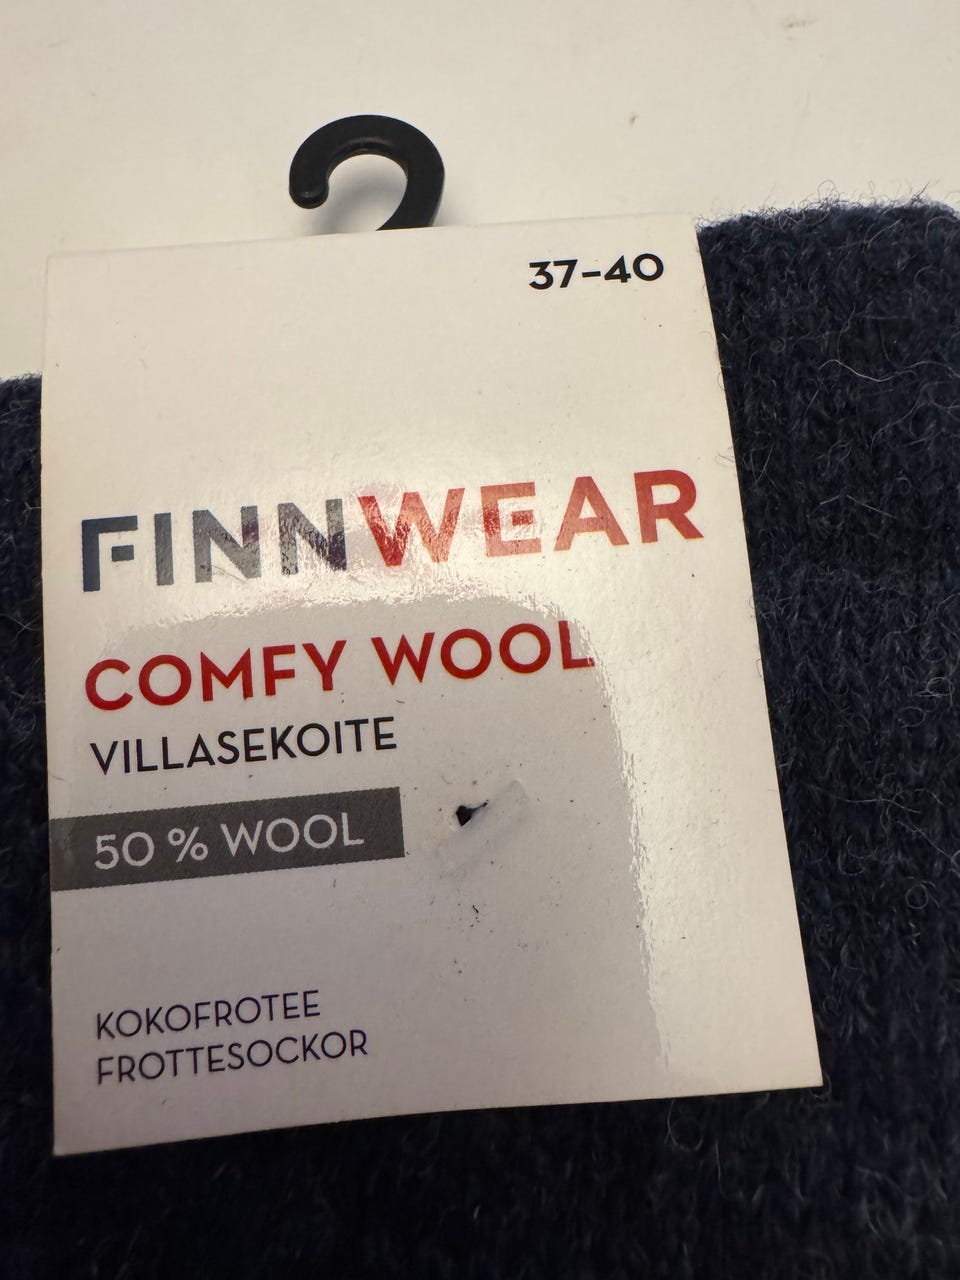 37-40
FINNWEAR
COMFY WOOL
VILLASEKOITE
50 % WOOL
KOKOFROTEE
FROTTESOCKOR